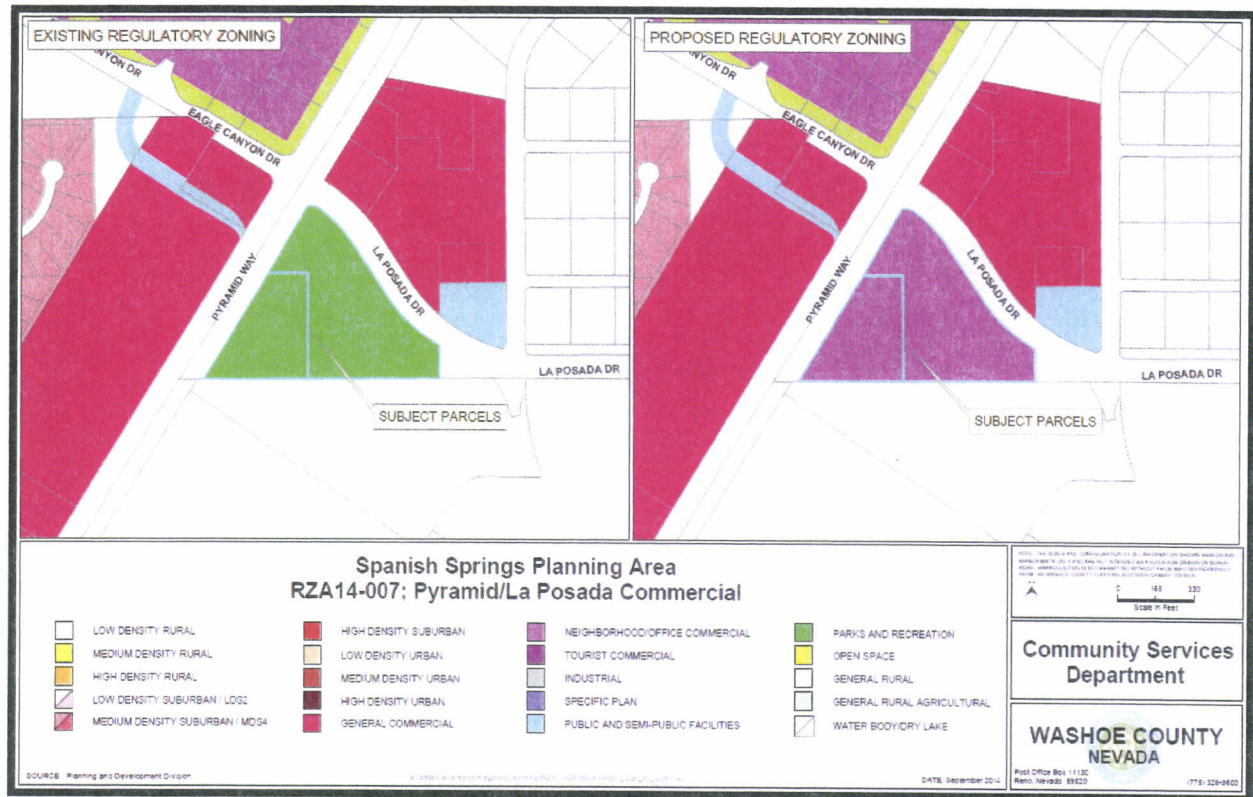 EXISTING REGULATORY ZONING
ANYON DR
EAGLE CANYON DR
PYRAMID WAY
LA POSADA DR
LA POSADA DR
SUBJECT PARCELS
PROPOSED REGULATORY ZONING
ANYON DR
EAGLE CANYON DR
PYRAMID WAY
LA POSADA DR
LA POSADA DR
SUBJECT PARCELS
Spanish Springs Planning Area
RZA14-007: Pyramid/La Posada Commercial
LOW DENSITY RURAL
MEDIUM DENSITY RURAL
HIGH DENSITY RURAL
LOW DENSITY SUBURBAN / LDS2
MEDIUM DENSITY SUBURBAN / MDS4
HIGH DENSITY SUBURBAN
LOW DENSITY URBAN
MEDIUM DENSITY URBAN
HIGH DENSITY URBAN
GENERAL COMMERCIAL
NEIGHBORHOOD/OFFICE COMMERCIAL
TOURIST COMMERCIAL
INDUSTRIAL
SPECIFIC PLAN
PUBLIC AND SEMI-PUBLIC FACILITIES
PARKS AND RECREATION
OPEN SPACE
GENERAL RURAL
GENERAL RURAL AGRICULTURAL
WATER BODY/DRY LAKE
SOURCE: Planning and Development Division
DATE: September 2014
0 165 330
Scale in Feet
Community Services
Department
WASHOE COUNTY
NEVADA
Post Office Box 11130
Reno, Nevada 89520
(775) 328-3600